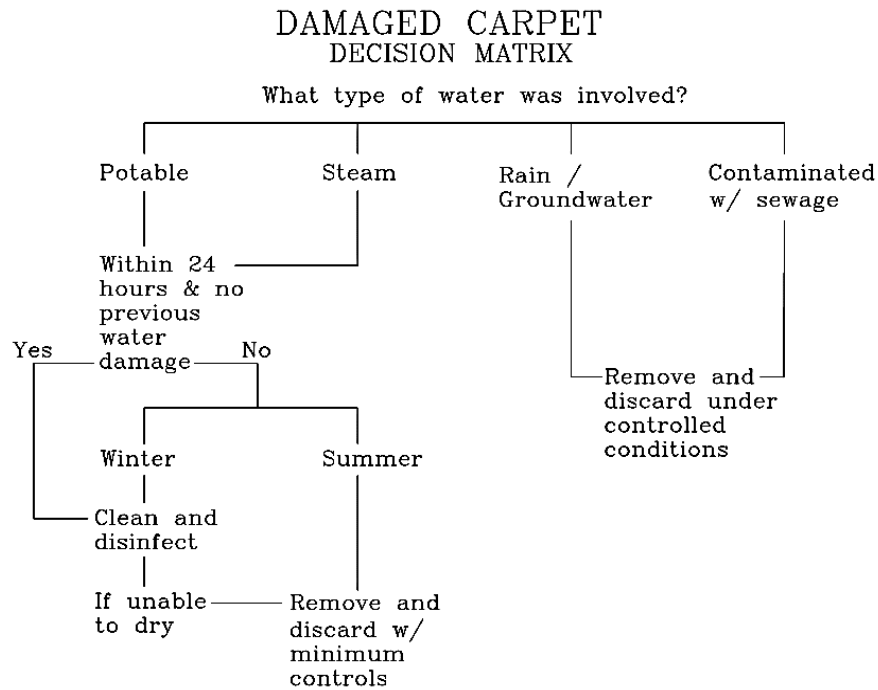 DAMAGED CARPET
DECISION MATRIX
What type of water was involved?
Potable
Steam
Rain /
Groundwater
Contaminated
w/ sewage
Within 24
hours & no
previous
water
damage
Yes
No
Remove and
discard under
controlled
conditions
Winter
Summer
Clean and
disinfect
If unable
to dry
Remove and
discard w/
minimum
controls